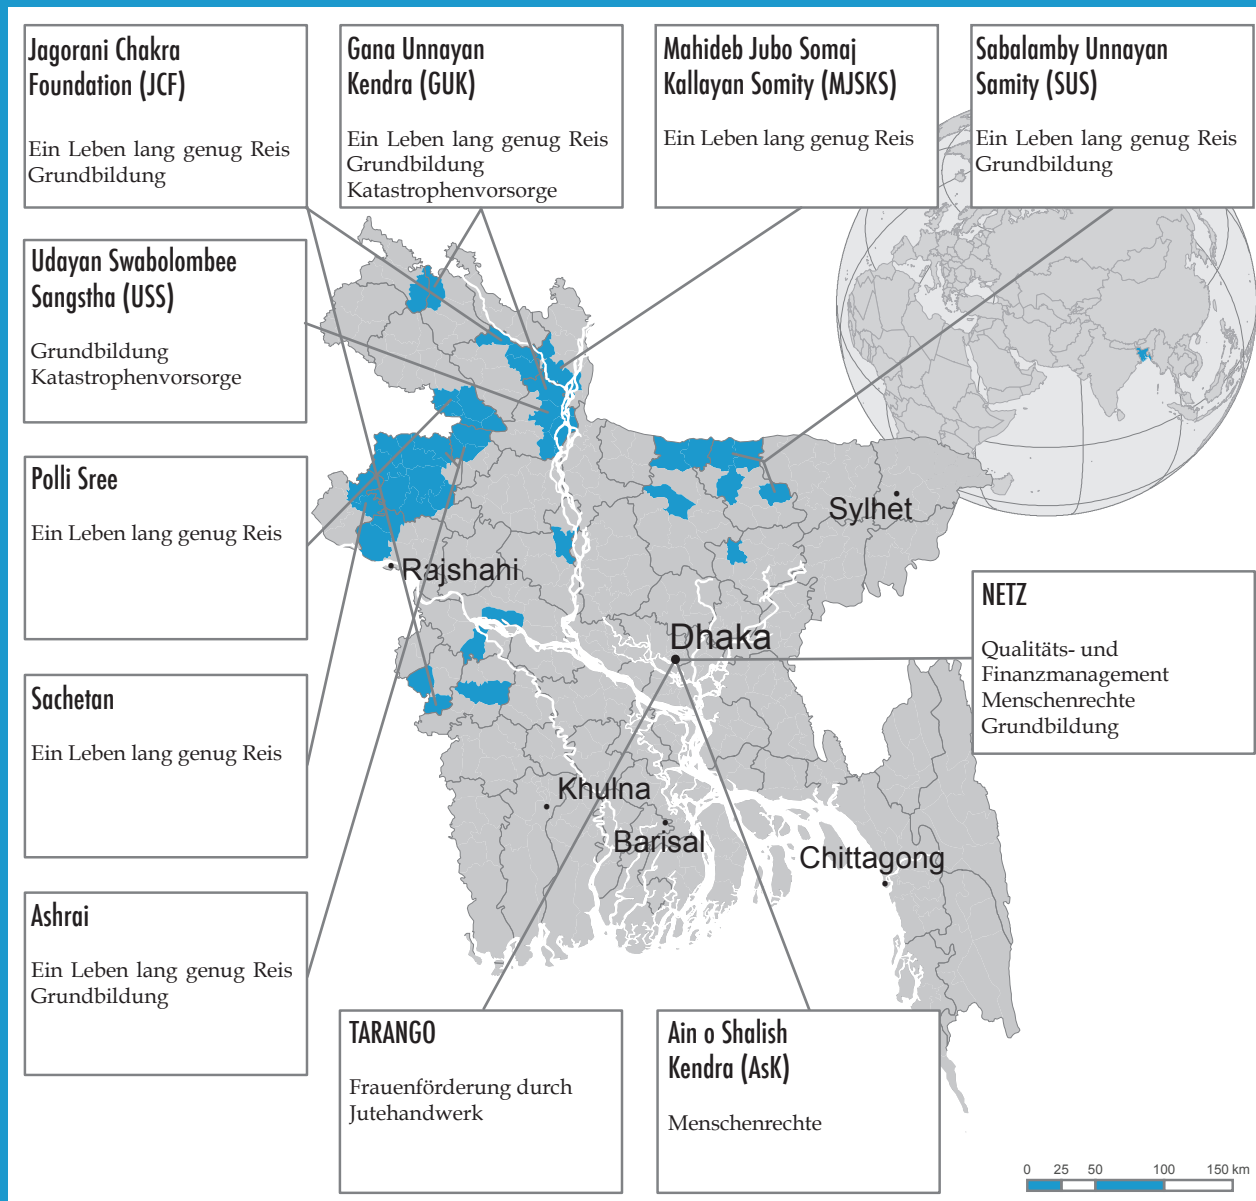 Jagorani Chakra
Foundation (JCF)
Ein Leben lang genug Reis
Grundbildung
Gana Unnayan
Kendra (GUK)
Ein Leben lang genug Reis
Grundbildung
Katastrophenvorsorge
Mahideb Jubo Somaj
Kallayan Somity (MJSKS)
Ein Leben lang genug Reis
Sabalamby Unnayan
Samity (SUS)
Ein Leben lang genug Reis
Grundbildung
Udayan Swabolombee
Sangstha (USS)
Grundbildung
Katastrophenvorsorge
Polli Sree
Ein Leben lang genug Reis
Sachetan
Ein Leben lang genug Reis
Ashrai
Ein Leben lang genug Reis
Grundbildung
Sylhet
Rajshahi
Dhaka
Khulna
Barisal
Chittagong
NETZ
Qualitäts- und
Finanzmanagement
Menschenrechte
Grundbildung
TARANGO
Frauenförderung durch
Jutehandwerk
Ain o Shalish
Kendra (AsK)
Menschenrechte
0 25 50 100 150 km